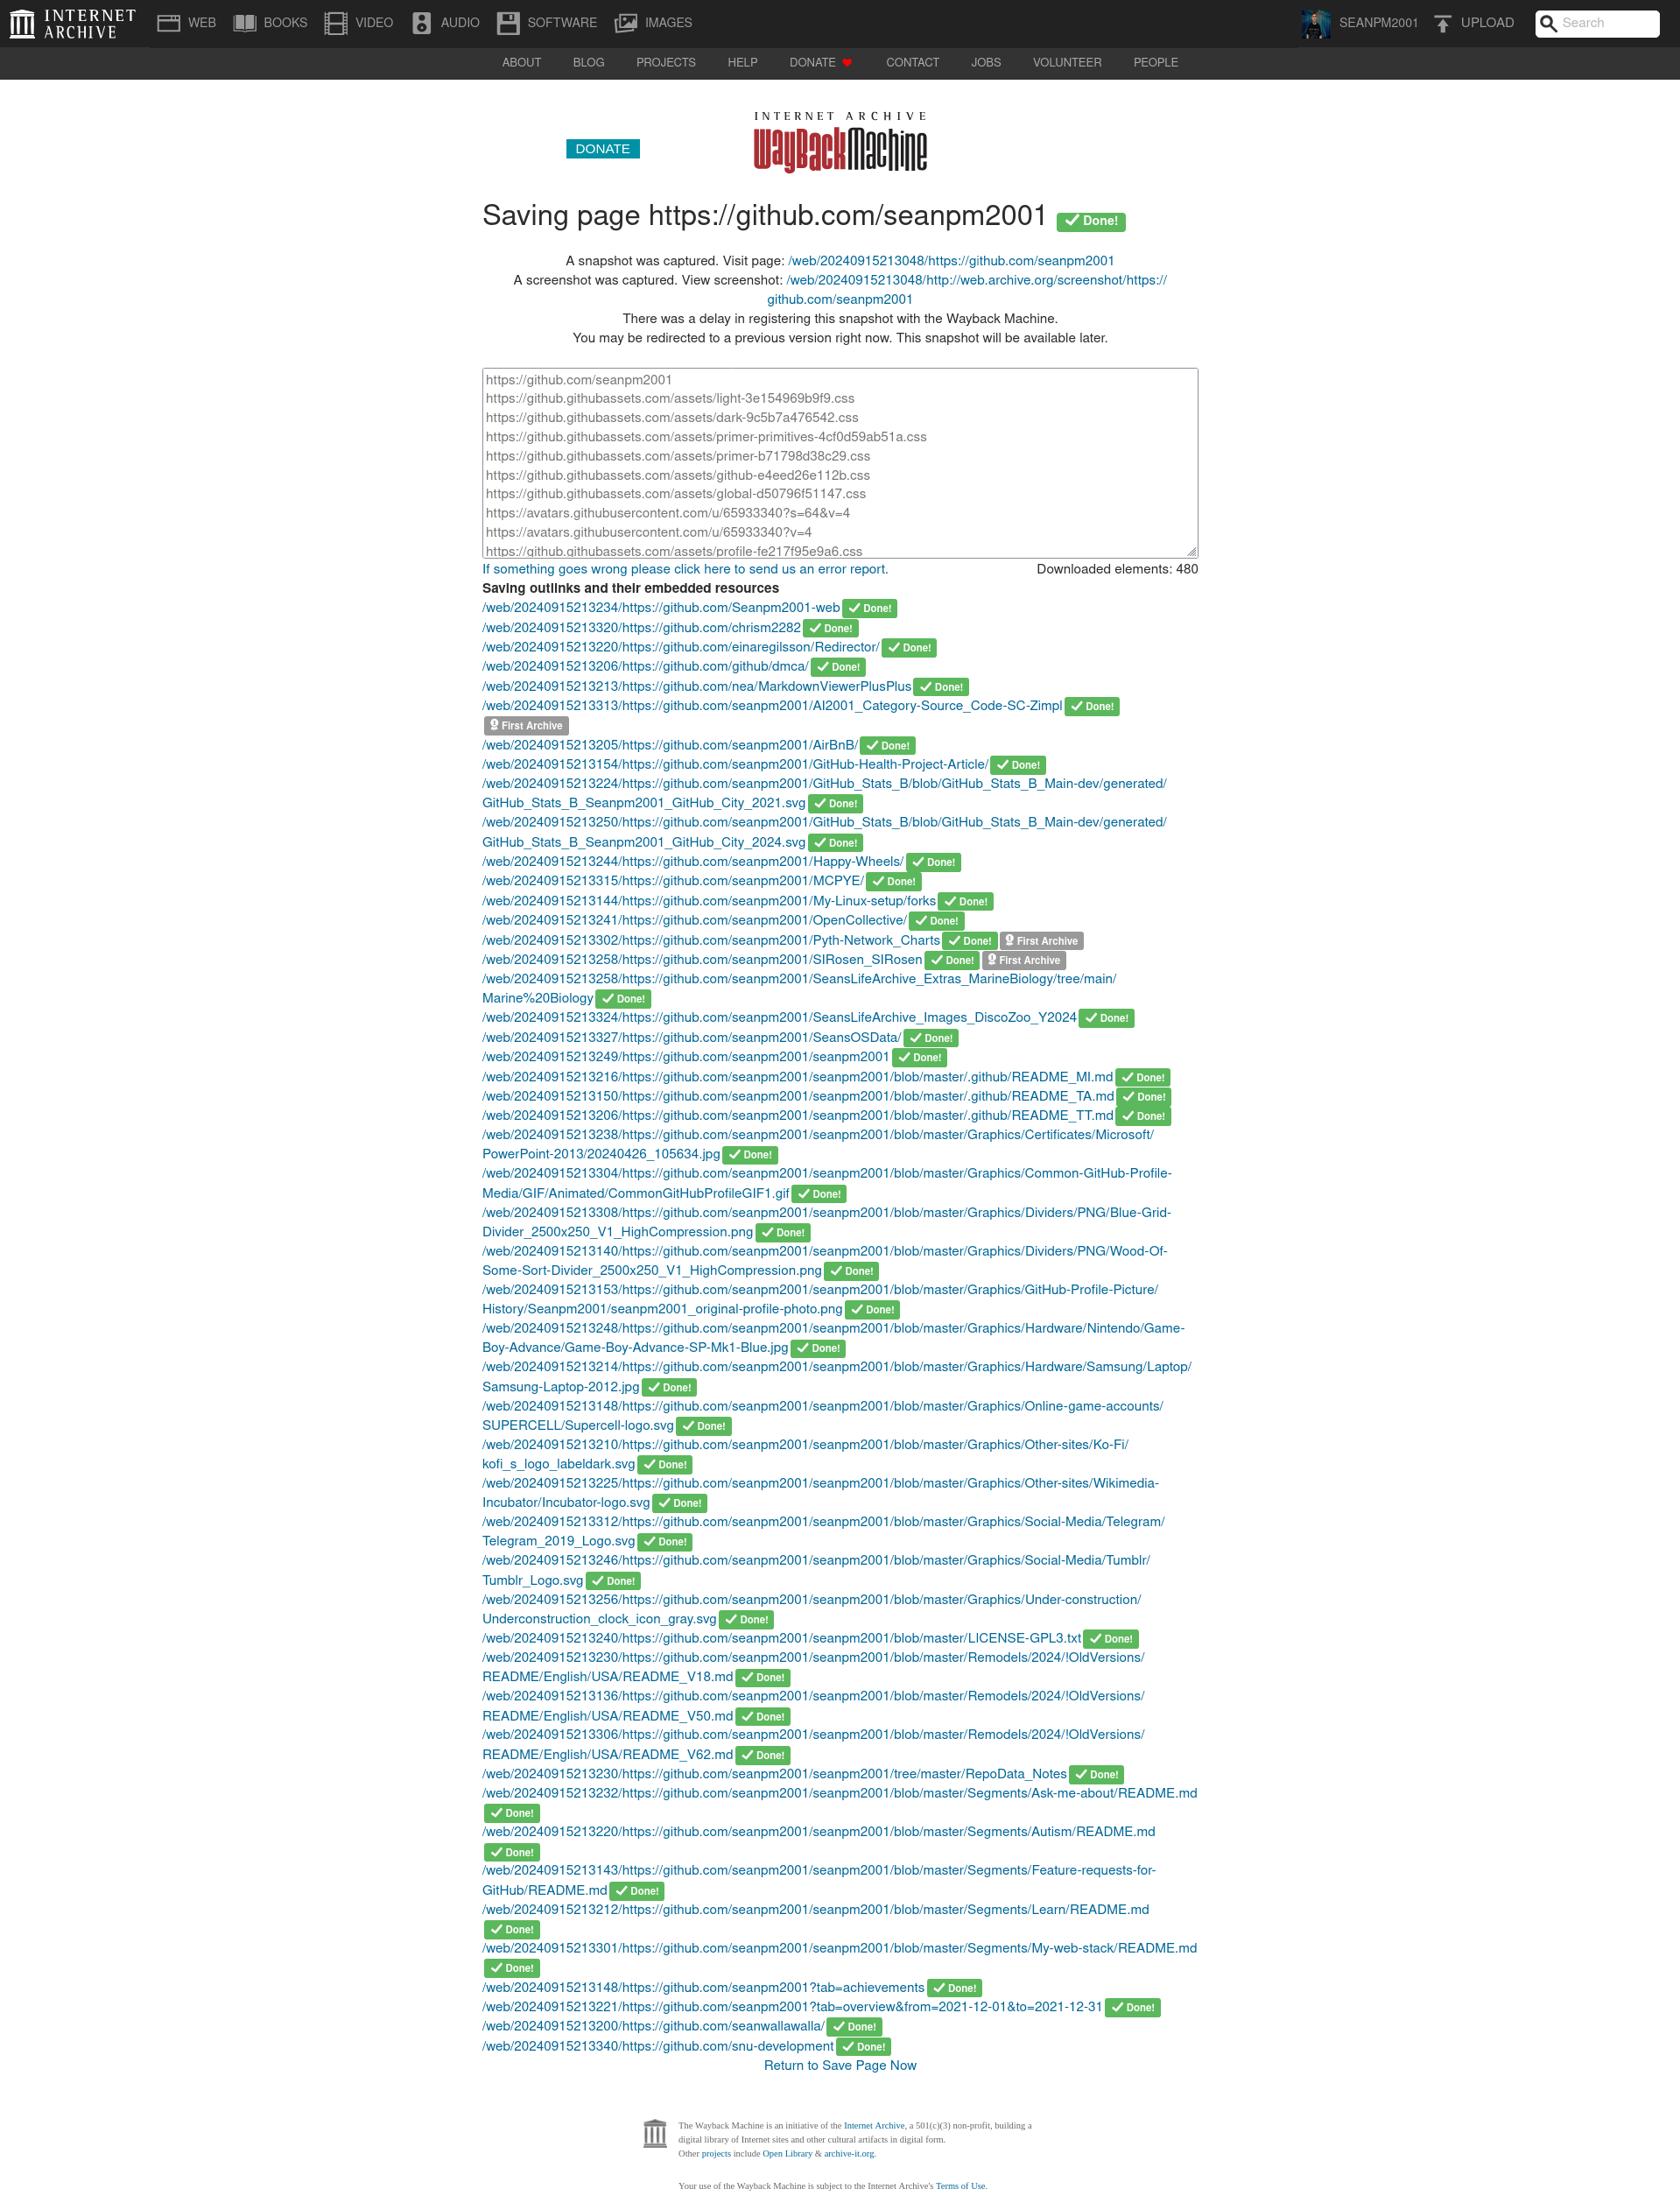 INTERNET ARCHIVE
WEB BOOKS VIDEO AUDIO SOFTWARE IMAGES SEANPM2001 UPLOAD Search
ABOUT BLOG PROJECTS HELP DONATE CONTACT JOBS VOLUNTEER PEOPLE
INTERNET ARCHIVE
DONATE WayBackMachine
Saving page https://github.com/seanpm2001 Done!
A snapshot was captured. Visit page: /web/20240915213048/https://github.com/seanpm2001
A screenshot was captured. View screenshot: /web/20240915213048/http://web.archive.org/screenshot/https://
github.com/seanpm2001
There was a delay in registering this snapshot with the Wayback Machine.
You may be redirected to a previous version right now. This snapshot will be available later.
https://github.com/seanpm2001
https://github.githubassets.com/assets/light-3e154969b9f9.css
https://github.githubassets.com/assets/dark-9c5b7a476542.css
https://github.githubassets.com/assets/primer-primitives-4cf0d59ab51a.css
https://github.githubassets.com/assets/primer-b71798d38c29.css
https://github.githubassets.com/assets/github-e4eed26e112b.css
https://github.githubassets.com/assets/global-d50796f51147.css
https://avatars.githubusercontent.com/u/65933340?s=64&v=4
https://avatars.githubusercontent.com/u/65933340?v=4
https://github.githubassets.com/assets/profile-fe217f95e9a6.css
If something goes wrong please click here to send us an error report. Downloaded elements: 480
Saving outlinks and their embedded resources
/web/20240915213234/https://github.com/Seanpm2001-web Done!
/web/20240915213320/https://github.com/chrism2282 Done!
/web/20240915213220/https://github.com/einaregilsson/Redirector/ Done!
/web/20240915213206/https://github.com/github/dmca/ Done!
/web/20240915213213/https://github.com/nea/MarkdownViewerPlusPlus Done!
/web/20240915213313/https://github.com/seanpm2001/AI2001_Category-Source_Code-SC-Zimpl Done!
First Archive
/web/20240915213205/https://github.com/seanpm2001/AirBnB/ Done!
/web/20240915213154/https://github.com/seanpm2001/GitHub-Health-Project-Article/ Done!
/web/20240915213224/https://github.com/seanpm2001/GitHub_Stats_B/blob/GitHub_Stats_B_Main-dev/generated/
GitHub_Stats_B_Seanpm2001_GitHub_City_2021.svg Done!
/web/20240915213250/https://github.com/seanpm2001/GitHub_Stats_B/blob/GitHub_Stats_B_Main-dev/generated/
GitHub_Stats_B_Seanpm2001_GitHub_City_2024.svg Done!
/web/20240915213244/https://github.com/seanpm2001/Happy-Wheels/ Done!
/web/20240915213315/https://github.com/seanpm2001/MCPYE/ Done!
/web/20240915213144/https://github.com/seanpm2001/My-Linux-setup/forks Done!
/web/20240915213241/https://github.com/seanpm2001/OpenCollective/ Done!
/web/20240915213302/https://github.com/seanpm2001/Pyth-Network_Charts Done! First Archive
/web/20240915213258/https://github.com/seanpm2001/SIRosen_SIRosen Done! First Archive
/web/20240915213258/https://github.com/seanpm2001/SeansLifeArchive_Extras_MarineBiology/tree/main/
Marine%20Biology Done!
/web/20240915213324/https://github.com/seanpm2001/SeansLifeArchive_Images_DiscoZoo_Y2024 Done!
/web/20240915213327/https://github.com/seanpm2001/SeansOSData/ Done!
/web/20240915213249/https://github.com/seanpm2001/seanpm2001 Done!
/web/20240915213216/https://github.com/seanpm2001/seanpm2001/blob/master/.github/README_MI.md Done!
/web/20240915213150/https://github.com/seanpm2001/seanpm2001/blob/master/.github/README_TA.md Done!
/web/20240915213206/https://github.com/seanpm2001/seanpm2001/blob/master/.github/README_TT.md Done!
/web/20240915213238/https://github.com/seanpm2001/seanpm2001/blob/master/Graphics/Certificates/Microsoft/
PowerPoint-2013/20240426_105634.jpg Done!
/web/20240915213304/https://github.com/seanpm2001/seanpm2001/blob/master/Graphics/Common-GitHub-Profile-
Media/GIF/Animated/CommonGitHubProfileGIF1.gif Done!
/web/20240915213308/https://github.com/seanpm2001/seanpm2001/blob/master/Graphics/Dividers/PNG/Blue-Grid-
Divider_2500x250_V1_HighCompression.png Done!
/web/20240915213140/https://github.com/seanpm2001/seanpm2001/blob/master/Graphics/Dividers/PNG/Wood-Of-
Some-Sort-Divider_2500x250_V1_HighCompression.png Done!
/web/20240915213153/https://github.com/seanpm2001/seanpm2001/blob/master/Graphics/GitHub-Profile-Picture/
History/Seanpm2001/seanpm2001_original-profile-photo.png Done!
/web/20240915213248/https://github.com/seanpm2001/seanpm2001/blob/master/Graphics/Hardware/Nintendo/Game-
Boy-Advance/Game-Boy-Advance-SP-Mk1-Blue.jpg Done!
/web/20240915213214/https://github.com/seanpm2001/seanpm2001/blob/master/Graphics/Hardware/Samsung/Laptop/
Samsung-Laptop-2012.jpg Done!
/web/20240915213148/https://github.com/seanpm2001/seanpm2001/blob/master/Graphics/Online-game-accounts/
SUPERCELL/Supercell-logo.svg Done!
/web/20240915213210/https://github.com/seanpm2001/seanpm2001/blob/master/Graphics/Other-sites/Ko-Fi/
kofi_s_logo_labeldark.svg Done!
/web/20240915213225/https://github.com/seanpm2001/seanpm2001/blob/master/Graphics/Other-sites/Wikimedia-
Incubator/Incubator-logo.svg Done!
/web/20240915213312/https://github.com/seanpm2001/seanpm2001/blob/master/Graphics/Social-Media/Telegram/
Telegram_2019_Logo.svg Done!
/web/20240915213246/https://github.com/seanpm2001/seanpm2001/blob/master/Graphics/Social-Media/Tumblr/
Tumblr_Logo.svg Done!
/web/20240915213256/https://github.com/seanpm2001/seanpm2001/blob/master/Graphics/Under-construction/
Underconstruction_clock_icon_gray.svg Done!
/web/20240915213240/https://github.com/seanpm2001/seanpm2001/blob/master/LICENSE-GPL3.txt Done!
/web/20240915213230/https://github.com/seanpm2001/seanpm2001/blob/master/Remodels/2024/!OldVersions/
README/English/USA/README_V18.md Done!
/web/20240915213136/https://github.com/seanpm2001/seanpm2001/blob/master/Remodels/2024/!OldVersions/
README/English/USA/README_V50.md Done!
/web/20240915213306/https://github.com/seanpm2001/seanpm2001/blob/master/Remodels/2024/!OldVersions/
README/English/USA/README_V62.md Done!
/web/20240915213230/https://github.com/seanpm2001/seanpm2001/tree/master/RepoData_Notes Done!
/web/20240915213232/https://github.com/seanpm2001/seanpm2001/blob/master/Segments/Ask-me-about/README.md
Done!
/web/20240915213220/https://github.com/seanpm2001/seanpm2001/blob/master/Segments/Autism/README.md
Done!
/web/20240915213143/https://github.com/seanpm2001/seanpm2001/blob/master/Segments/Feature-requests-for-
GitHub/README.md Done!
/web/20240915213212/https://github.com/seanpm2001/seanpm2001/blob/master/Segments/Learn/README.md
Done!
/web/20240915213301/https://github.com/seanpm2001/seanpm2001/blob/master/Segments/My-web-stack/README.md
Done!
/web/20240915213148/https://github.com/seanpm2001?tab=achievements Done!
/web/20240915213221/https://github.com/seanpm2001?tab=overview&from=2021-12-01&to=2021-12-31 Done!
/web/20240915213200/https://github.com/seanwallawalla/ Done!
/web/20240915213340/https://github.com/snu-development Done!
Return to Save Page Now
The Wayback Machine is an initiative of the Internet Archive, a 501(c)(3) non-profit, building a
digital library of Internet sites and other cultural artifacts in digital form.
Other projects include Open Library & archive-it.org.
Your use of the Wayback Machine is subject to the Internet Archive's Terms of Use.